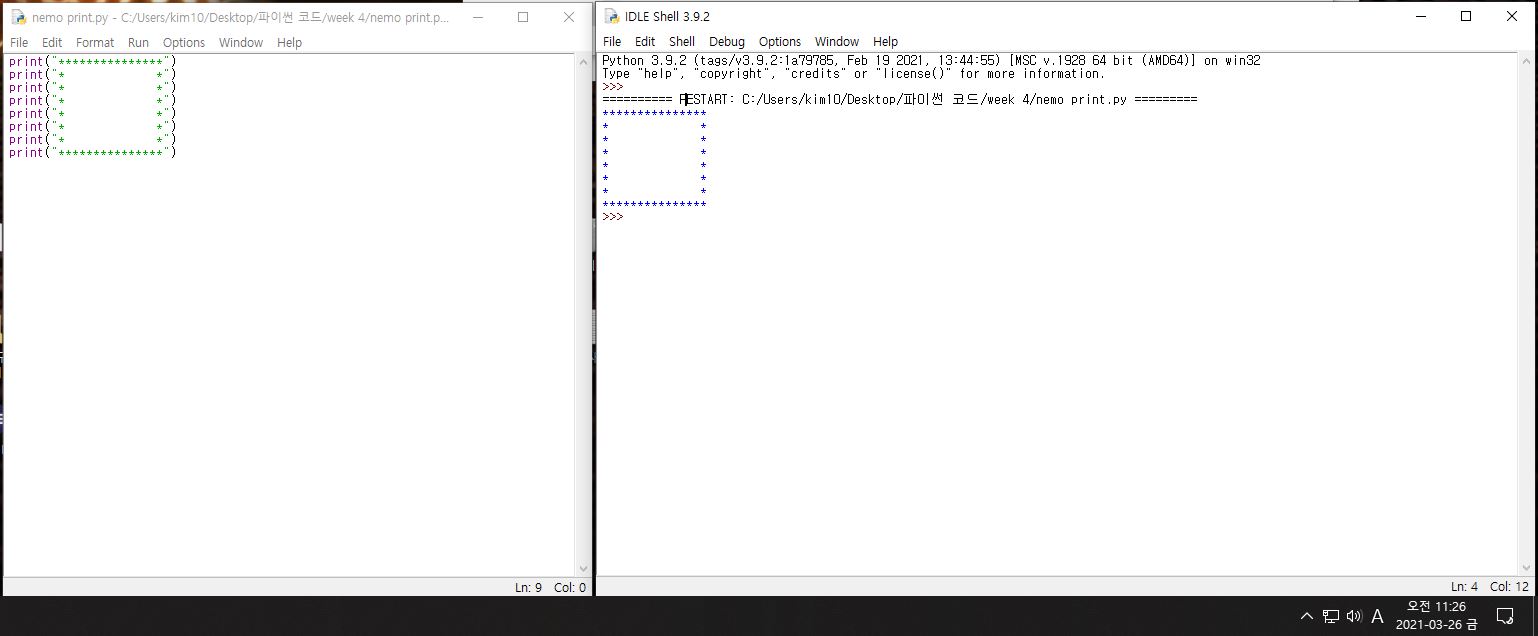 nemo print.py - C:/Users/kim10/Desktop/파이썬 코드/week 4/nemo print.p...
File Edit Format Run Options Window Help
print("***************")
print("*             *")
print("*             *")
print("*             *")
print("*             *")
print("*             *")
print("*             *")
print("***************")
Ln: 9 Col: 0
IDLE Shell 3.9.2
File Edit Shell Debug Options Window Help
Python 3.9.2 (tags/v3.9.2:1a79785, Feb 19 2021, 13:44:55) [MSC v.1928 64 bit (AMD64)] on win32
Type "help", "copyright", "credits" or "license()" for more information.
>>>
========== RESTART: C:/Users/kim10/Desktop/파이썬 코드/week 4/nemo print.py =========
***************
*             *
*             *
*             *
*             *
*             *
*             *
***************
>>>
Ln: 4 Col: 12
A
오전 11:26
2021-03-26 금